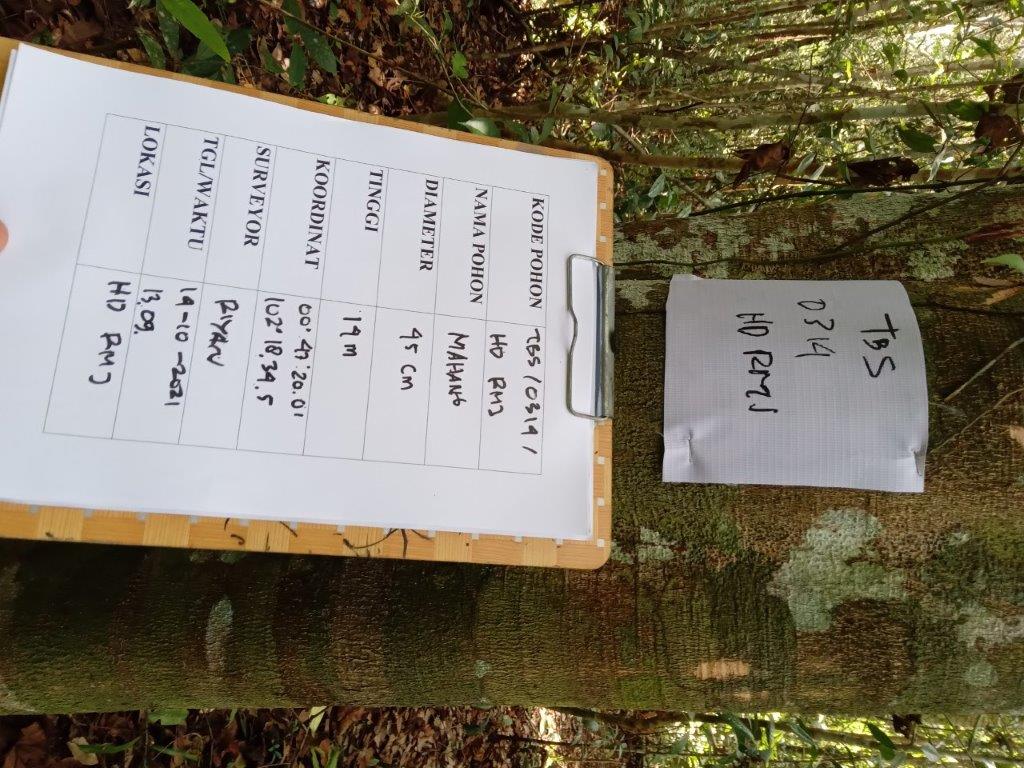 KODE POHON TBS / 0314 /
HD RMJ
NAMA POHON MAHANG
DIAMETER 45 cm
TINGGI 14 m
KOORDINAT 00° 47' 20.01
102° 18.34.5
SURVEYOR RIYAN
TGL/WAKTU 14-10-2021
13.09
LOKASI HD RMJ
TBS
0314
HD RMJ